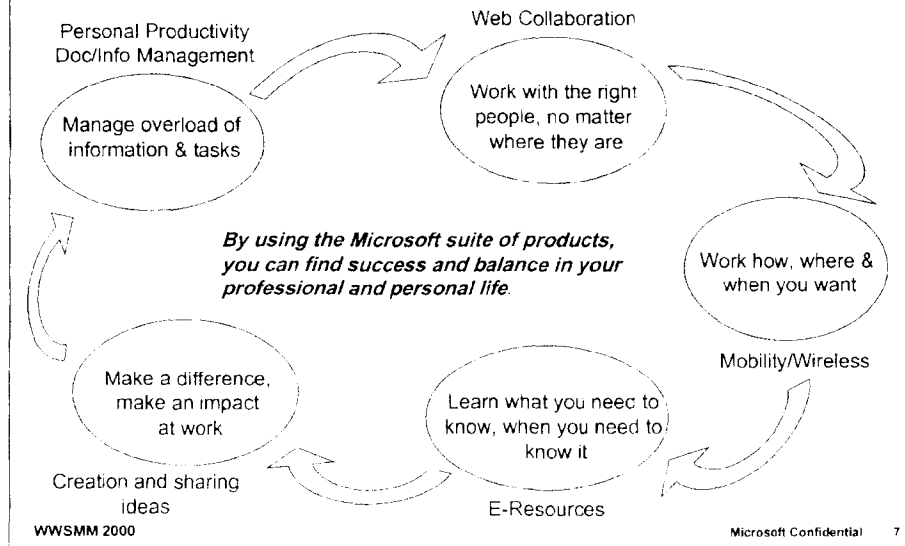 Personal Productivity
Doc/Info Management
Manage overload of
information & tasks
Web Collaboration
Work with the right
people, no matter
where they are
Work how, where &
when you want
Mobility/Wireless
By using the Microsoft suite of products,
you can find success and balance in your
professional and personal life.
Learn what you need to
know, when you need to
know it
E-Resources
Make a difference,
make an impact
at work
Creation and sharing
ideas
WWSMM 2000
Microsoft Confidential 7